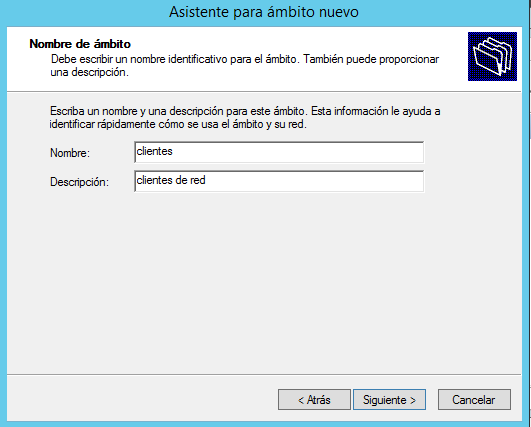 Asistente para ámbito nuevo
Nombre de ámbito
Debe escribir un nombre identificativo para el ámbito. También puede proporcionar
una descripción.
Escriba un nombre y una descripción para este ámbito. Esta información le ayuda a
identificar rápidamente cómo se usa el ámbito y su red.
Nombre: clientes
Descripción: clientes de red
< Atrás Siguiente > Cancelar